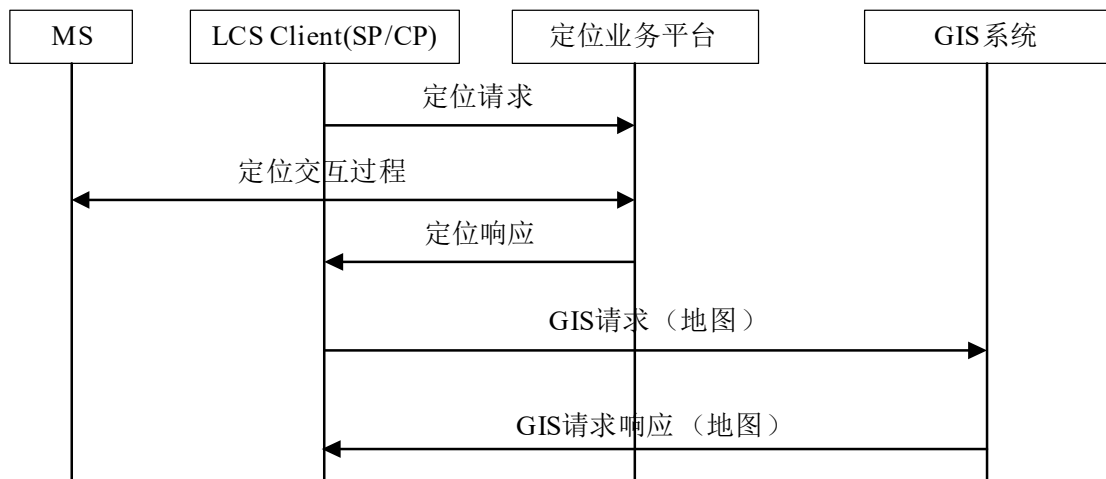 MS
LCS Client(SP/CP)
定位业务平台
GIS系统
定位请求
定位交互过程
定位响应
GIS请求（地图）
GIS请求响应（地图）